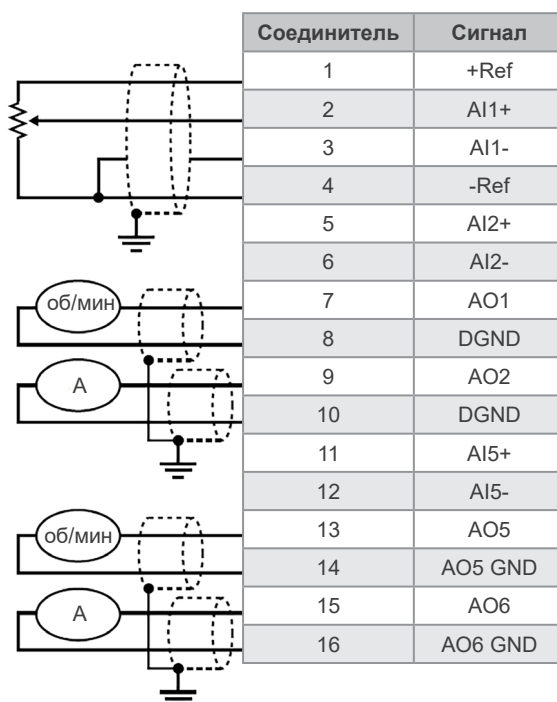 Соединитель Сигнал
1 +Ref
2 AI1+
3 AI1-
4 -Ref
5 AI2+
6 AI2-
об/мин 7 AO1
8 DGND
A 9 AO2
10 DGND
11 AI5+
12 AI5-
об/мин 13 AO5
14 AO5 GND
A 15 AO6
16 AO6 GND